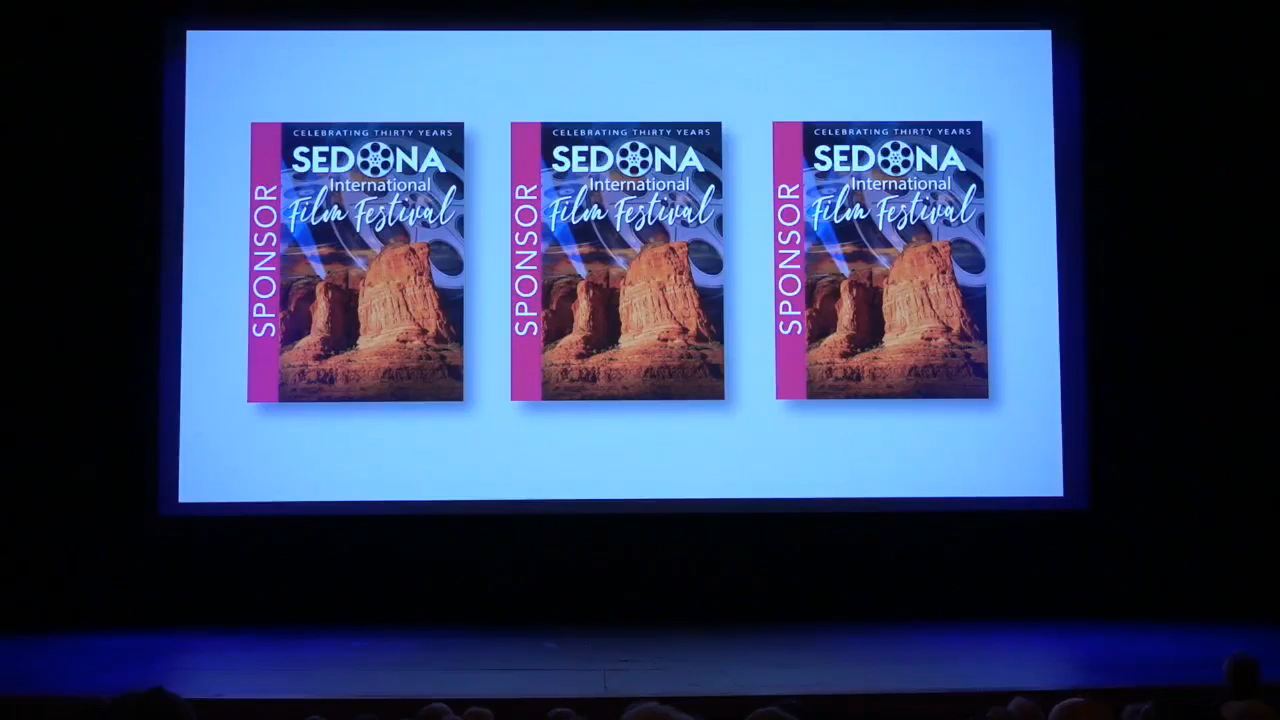 CELEBRATING THIRTY YEARS
SEDONA
International
Film Festival
SPONSOR
CELEBRATING THIRTY YEARS
SEDONA
International
Film Festival
SPONSOR
CELEBRATING THIRTY YEARS
SEDONA
International
Film Festival
SPONSOR